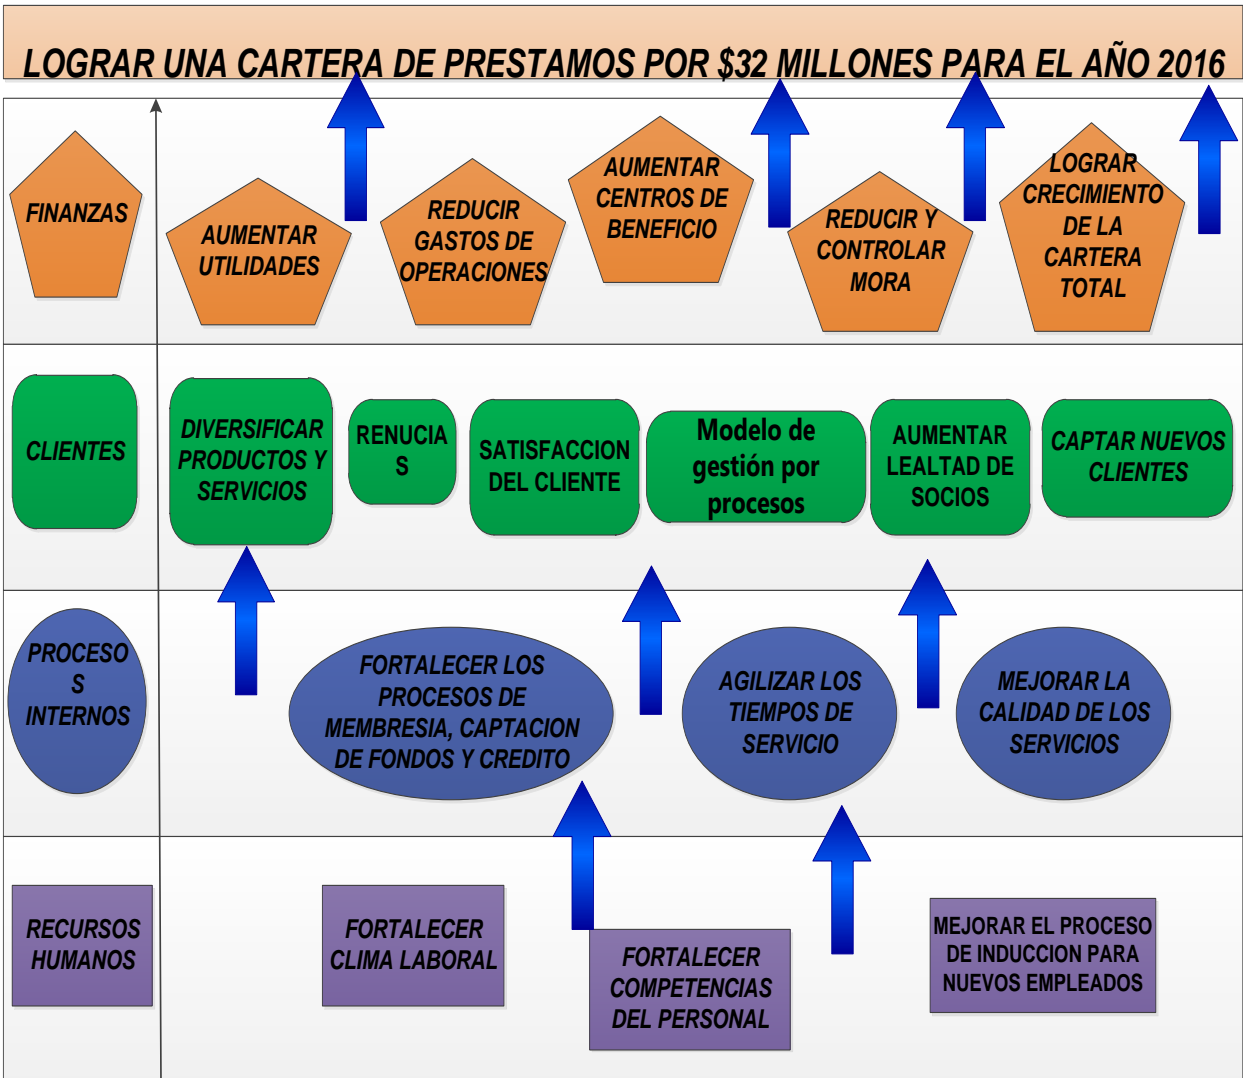 LOGRAR UNA CARTERA DE PRESTAMOS POR $32 MILLONES PARA EL AÑO 2016
FINANZAS
AUMENTAR
UTILIDADES
REDUCIR
GASTOS DE
OPERACIONES
AUMENTAR
CENTROS DE
BENEFICIO
REDUCIR Y
CONTROLAR
MORA
LOGRAR
CRECIMIENTO
DE LA
CARTERA
TOTAL
CLIENTES
DIVERSIFICAR
PRODUCTOS Y
SERVICIOS
RENUCIA
S
SATISFACCION
DEL CLIENTE
Modelo de
gestión por
procesos
AUMENTAR
LEALTAD DE
SOCIOS
CAPTAR NUEVOS
CLIENTES
PROCESO
S
INTERNOS
FORTALECER LOS
PROCESOS DE
MEMBRESIA, CAPTACION
DE FONDOS Y CREDITO
AGILIZAR LOS
TIEMPOS DE
SERVICIO
MEJORAR LA
CALIDAD DE LOS
SERVICIOS
RECURSOS
HUMANOS
FORTALECER
CLIMA LABORAL
FORTALECER
COMPETENCIAS
DEL PERSONAL
MEJORAR EL PROCESO
DE INDUCCION PARA
NUEVOS EMPLEADOS